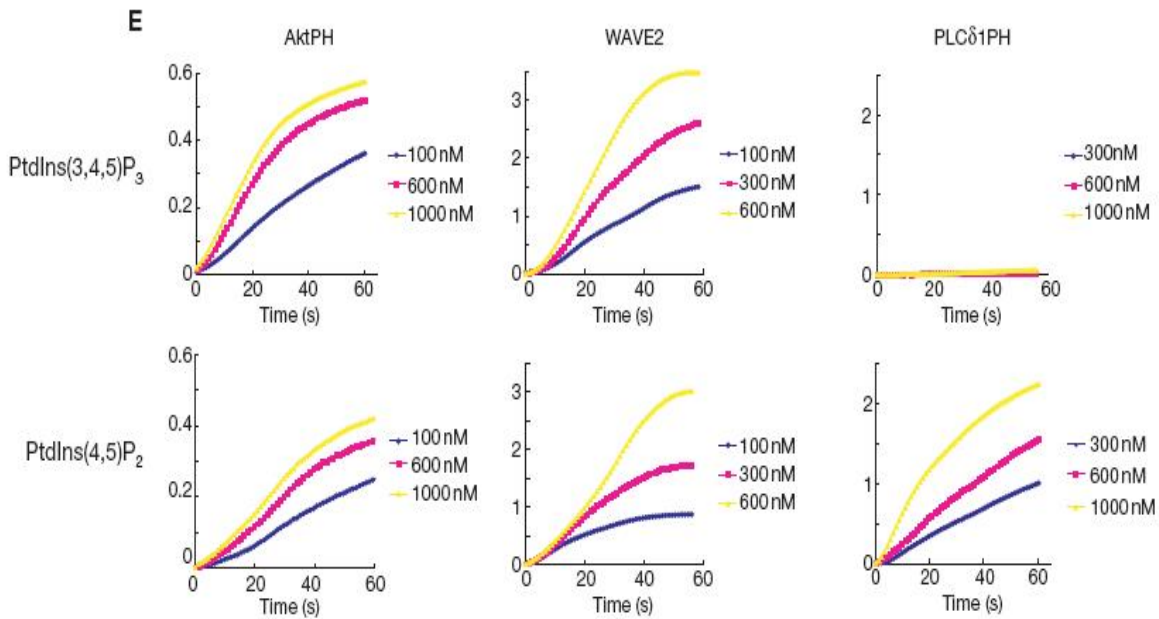 E
AktPH
WAVE2
PLCδ1PH
PtdIns(3,4,5)P3
0.6
0.4
0.2
0
0 20 40 60
Time (s)
100 nM
600 nM
1000 nM
3
2
1
0
0 20 40 60
Time (s)
100 nM
300 nM
600 nM
2
1
0
0 20 40 60
Time (s)
300nM
600 nM
1000 nM
PtdIns(4,5)P2
0.6
0.4
0.2
0
0 20 40 60
Time (s)
100 nM
600 nM
1000 nM
3
2
1
0
0 20 40 60
Time (s)
100 nM
300 nM
600 nM
2
1
0
0 20 40 60
Time (s)
300 nM
600 nM
1000 nM